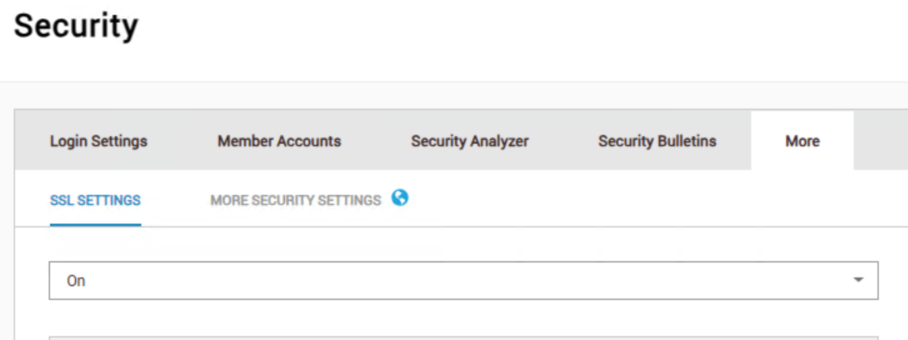 Security
Login Settings Member Accounts Security Analyzer Security Bulletins More
SSL SETTINGS MORE SECURITY SETTINGS
On